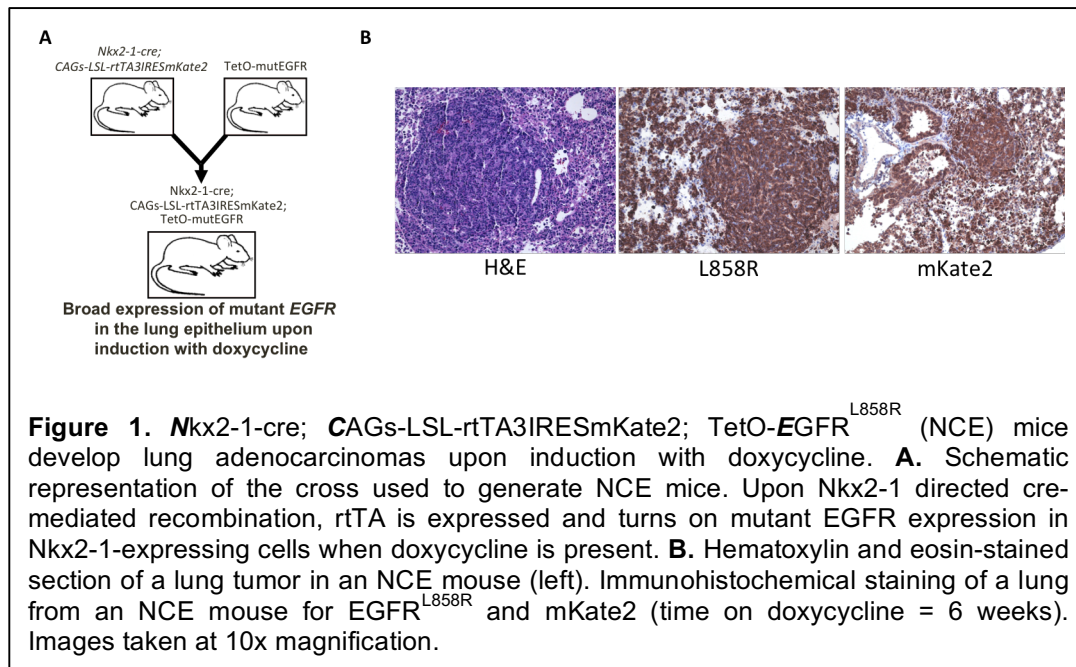 A
B
Nkx2-1-cre;
CAGs-LSL-rtTA3IRESmKate2
TetO-mutEGFR
Nkx2-1-cre;
CAGs-LSL-rtTA3IRESmKate2;
TetO-mutEGFR
Broad expression of mutant EGFR
in the lung epithelium upon
induction with doxycycline
H&E
L858R
mKate2
Figure 1. Nkx2-1-cre; CAGs-LSL-rtTA3IRESmKate2; TetO-EGFR^L858R (NCE) mice
develop lung adenocarcinomas upon induction with doxycycline. A. Schematic
representation of the cross used to generate NCE mice. Upon Nkx2-1 directed cre-
mediated recombination, rtTA is expressed and turns on mutant EGFR expression in
Nkx2-1-expressing cells when doxycycline is present. B. Hematoxylin and eosin-stained
section of a lung tumor in an NCE mouse (left). Immunohistochemical staining of a lung
from an NCE mouse for EGFR^L858R and mKate2 (time on doxycycline = 6 weeks).
Images taken at 10x magnification.